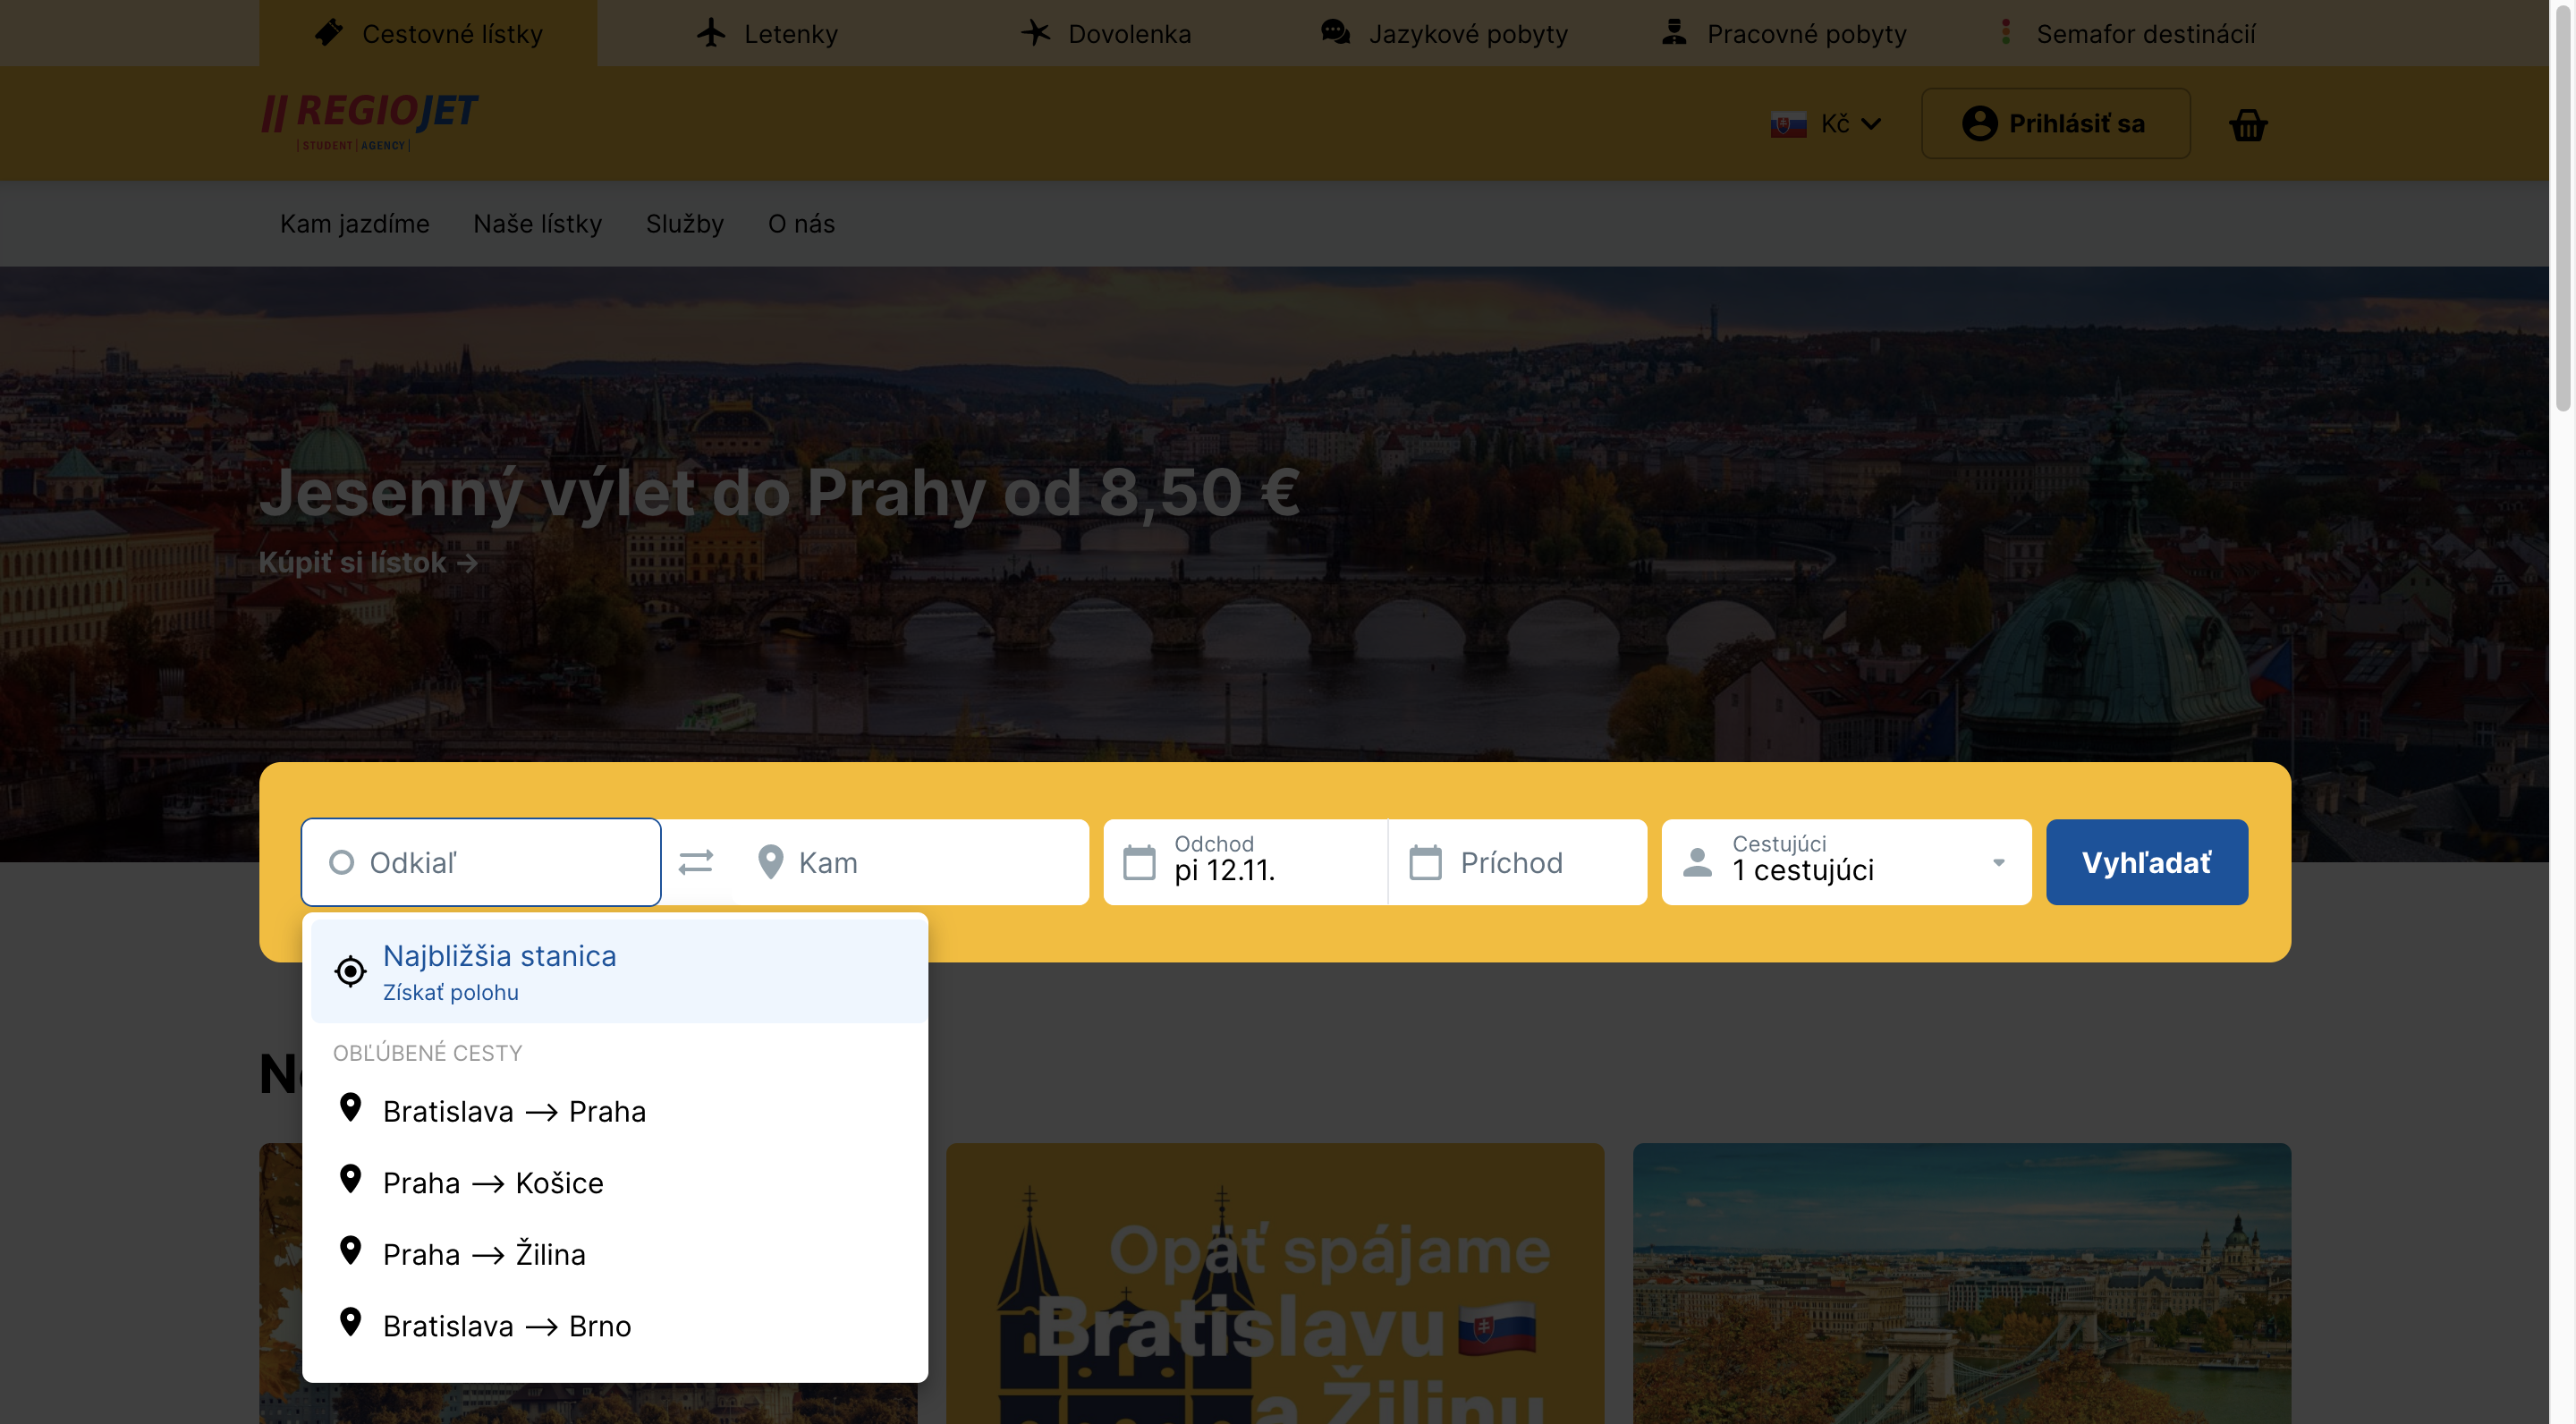 Cestovné lístky
Letenky
Dovolenka
Jazykové pobyty
Pracovné pobyty
Semafor destinácií
REGIOJET
STUDENT AGENCY
Kč
Prihlásiť sa
Kam jazdíme
Naše lístky
Služby
O nás
Jesenný výlet do Prahy od 8,50 €
Kúpiť si lístok →
Odkiaľ
Kam
Odchod
pi 12.11.
Príchod
Cestujúci
1 cestujúci
Vyhľadať
Najbližšia stanica
Získať polohu
OBĽÚBENÉ CESTY
Bratislava → Praha
Praha → Košice
Praha → Žilina
Bratislava → Brno
Opäť spájame
Bratislavu
a Žilinu